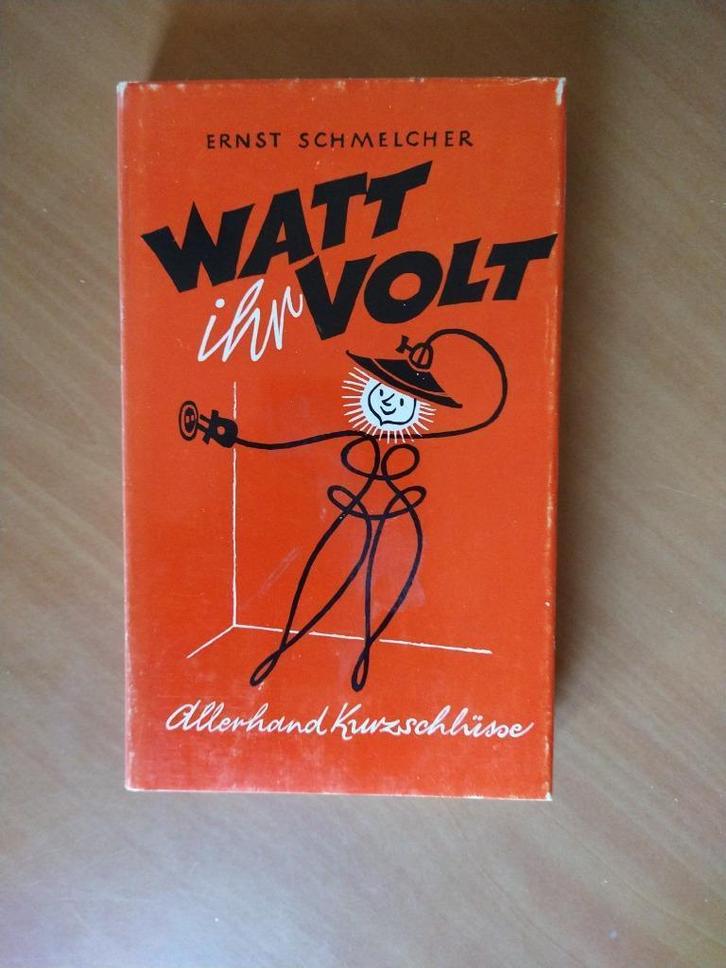 ERNST SCHMELCHER
WATT
ihr VOLT
Allerhand Kurzschlüsse